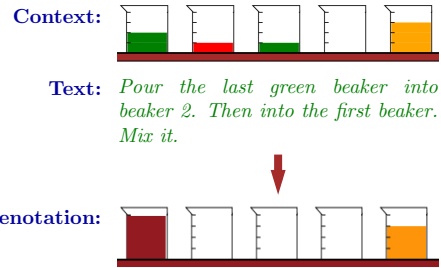 Context:
Text: Pour the last green beaker into
beaker 2. Then into the first beaker.
Mix it.
enotation: